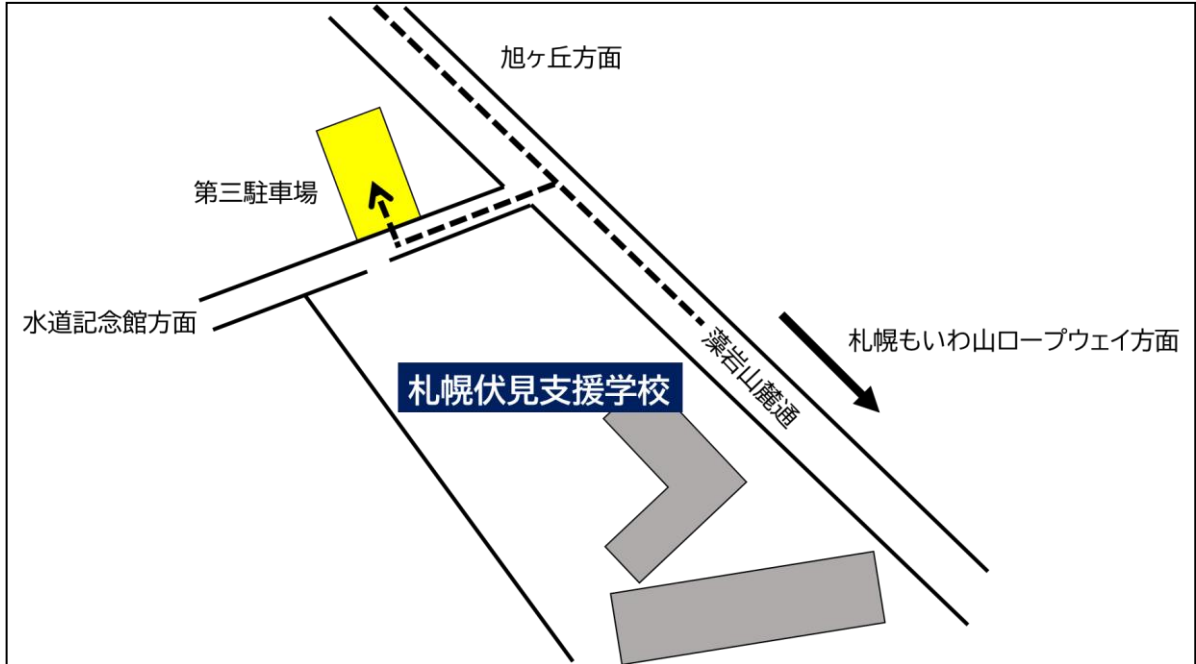 旭ヶ丘方面
第三駐車場
水道記念館方面
札幌もいわ山ロープウェイ方面
藻岩山麓通
札幌伏見支援学校